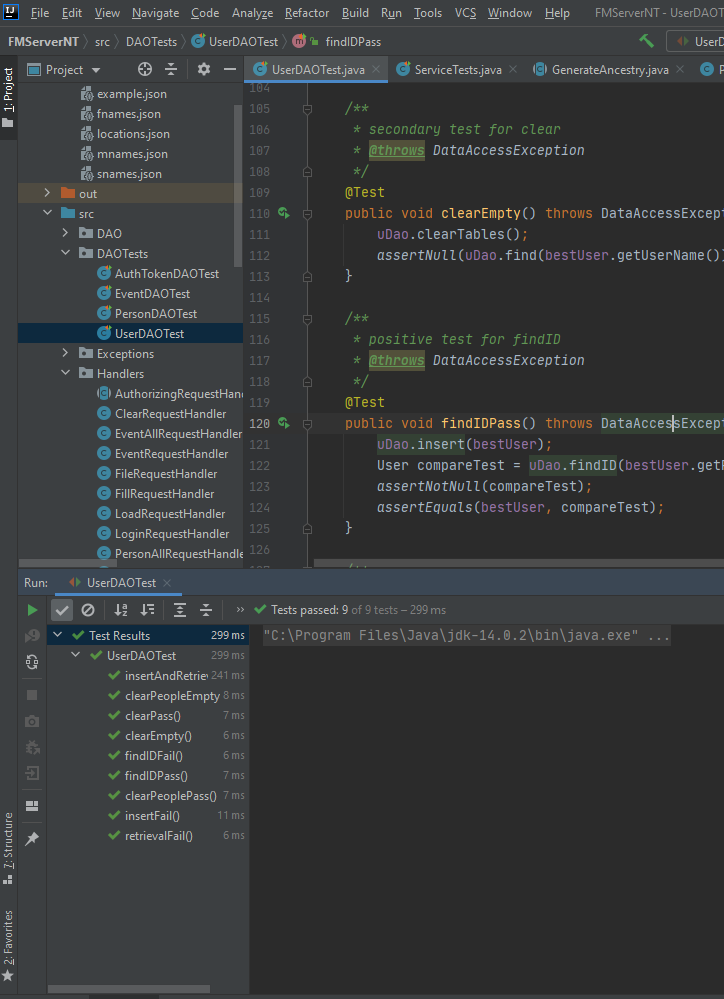 IJ File Edit View Navigate Code Analyze Refactor Build Run Tools VCS Window Help FMServerNT - UserDAOT
FMServerNT src DAOTests UserDAOTest m findIDPass UserD
1: Project
Project
UserDAOTest.java ServiceTests.java GenerateAncestry.java P
example.json
fnames.json
locations.json
mnames.json
snames.json
out
src
DAO
DAOTests
AuthTokenDAOTest
EventDAOTest
PersonDAOTest
UserDAOTest
Exceptions
Handlers
AuthorizingRequestHan
ClearRequestHandler
EventAllRequestHandler
EventRequestHandler
FileRequestHandler
FillRequestHandler
LoadRequestHandler
LoginRequestHandler
PersonAllRequestHandle
104
105 /**
106 * secondary test for clear
107 * @throws DataAccessException
108 */
109 @Test
110 public void clearEmpty() throws DataAccessExcept
111 uDao.clearTables();
112 assertNull(uDao.find(bestUser.getUserName())
113 }
114
115 /**
116 * positive test for findID
117 * @throws DataAccessException
118 */
119 @Test
120 public void findIDPass() throws DataAccessExcept
121 uDao.insert(bestUser);
122 User compareTest = uDao.findID(bestUser.getP
123 assertNotNull(compareTest);
124 assertEquals(bestUser, compareTest);
125 }
126
Run: UserDAOTest
Tests passed: 9 of 9 tests – 299 ms
Test Results 299 ms
UserDAOTest 299 ms
insertAndRetriev 241 ms
clearPeopleEmpty 8 ms
clearPass() 7 ms
clearEmpty() 6 ms
findIDFail() 6 ms
findIDPass() 7 ms
clearPeoplePass() 7 ms
insertFail() 11 ms
retrievalFail() 6 ms
"C:\Program Files\Java\jdk-14.0.2\bin\java.exe" ...
7: Structure
2: Favorites